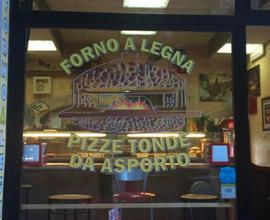 FORNO A LEGNA
PIZZE TONDE
DA ASPORTO